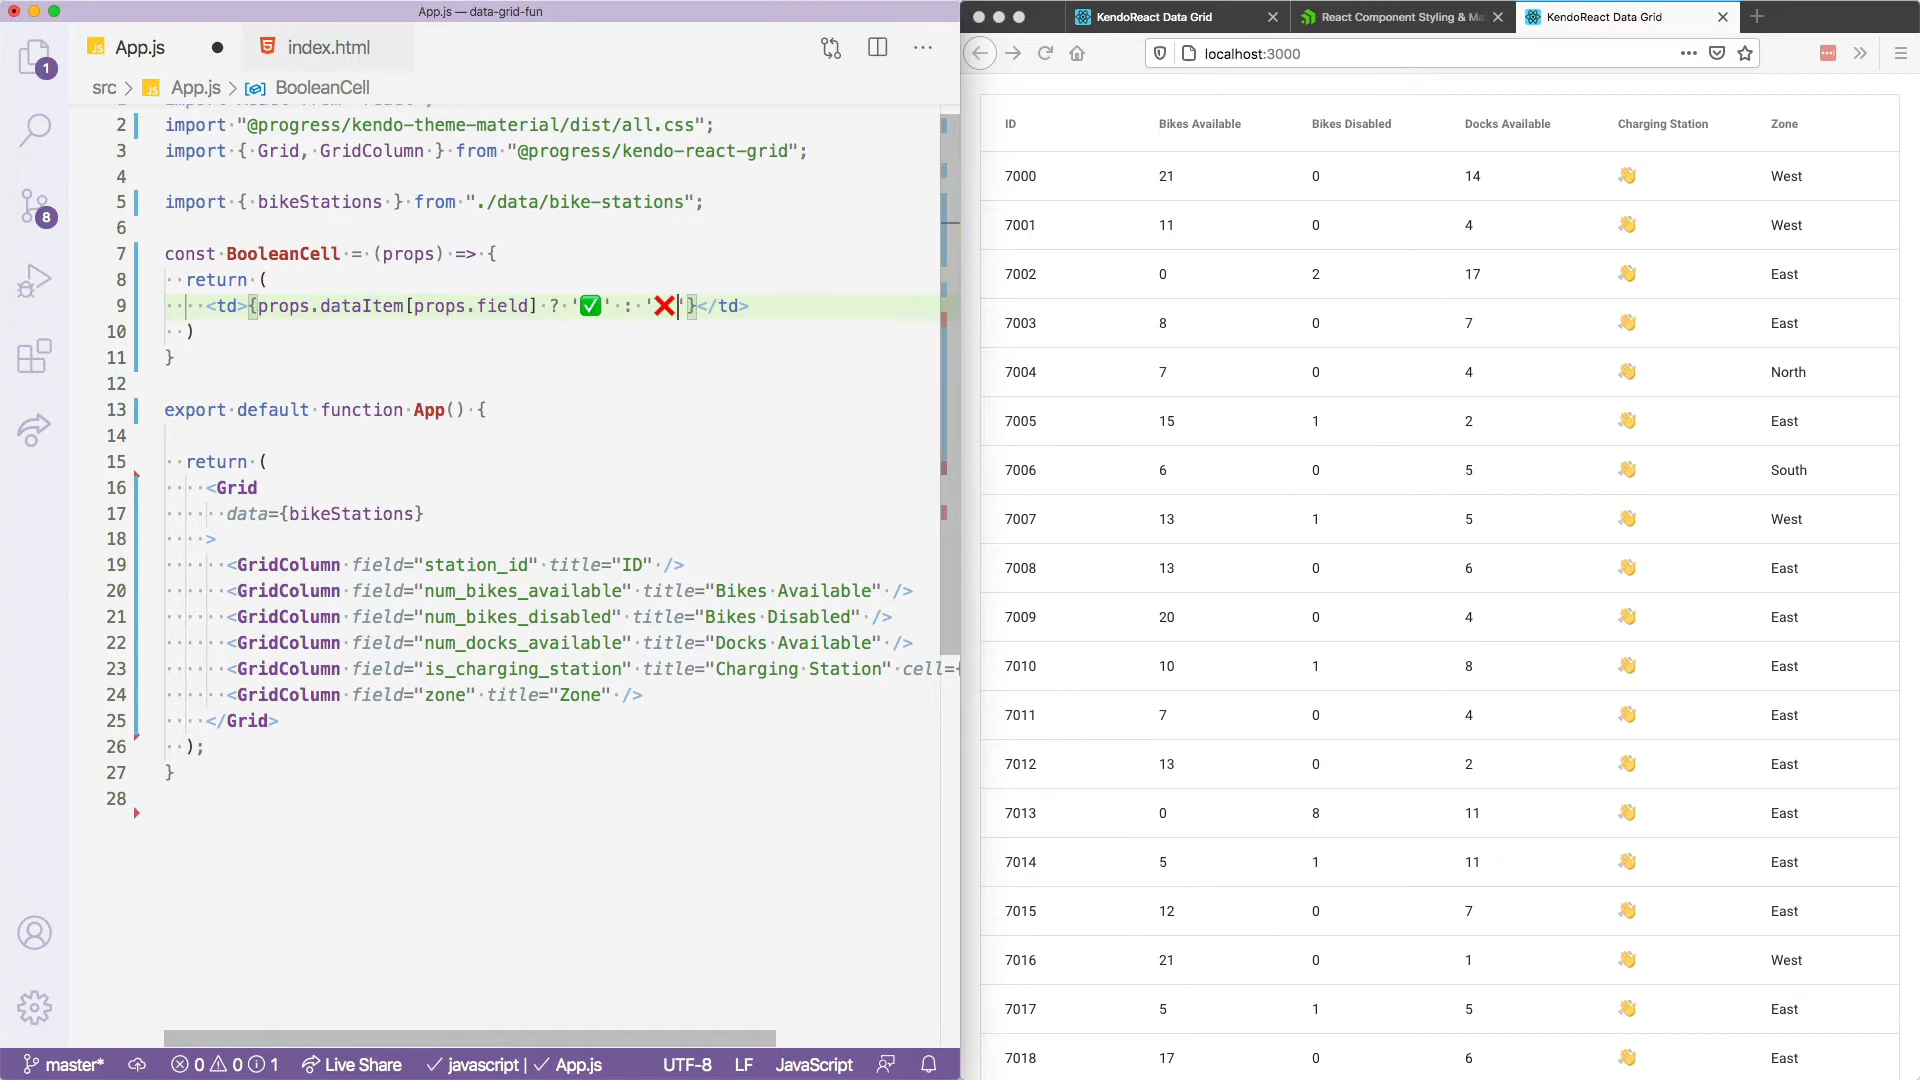 App.js — data-grid-fun
App.js
index.html
src > App.js > BooleanCell
2 import "@progress/kendo-theme-material/dist/all.css";
3 import { Grid, GridColumn } from "@progress/kendo-react-grid";
4
5 import { bikeStations } from "./data/bike-stations";
6
7 const BooleanCell = (props) => {
8 return (
9 <td>{props.dataItem[props.field] ? '✅' : '❌'}</td>
10 )
11 }
12
13 export default function App() {
14
15 return (
16 <Grid
17 data={bikeStations}
18 >
19 <GridColumn field="station_id" title="ID" />
20 <GridColumn field="num_bikes_available" title="Bikes Available" />
21 <GridColumn field="num_bikes_disabled" title="Bikes Disabled" />
22 <GridColumn field="num_docks_available" title="Docks Available" />
23 <GridColumn field="is_charging_station" title="Charging Station" cell={
24 <GridColumn field="zone" title="Zone" />
25 </Grid>
26 );
27 }
28
1
8
master* 0 0 1 Live Share javascript | App.js UTF-8 LF JavaScript
KendoReact Data Grid
React Component Styling & Ma
KendoReact Data Grid
localhost:3000
ID Bikes Available Bikes Disabled Docks Available Charging Station Zone
7000 21 0 14 👋 West
7001 11 0 4 👋 West
7002 0 2 17 👋 East
7003 8 0 7 👋 East
7004 7 0 4 👋 North
7005 15 1 2 👋 East
7006 6 0 5 👋 South
7007 13 1 5 👋 West
7008 13 0 6 👋 East
7009 20 0 4 👋 East
7010 10 1 8 👋 East
7011 7 0 4 👋 East
7012 13 0 2 👋 East
7013 0 8 11 👋 East
7014 5 1 11 👋 East
7015 12 0 7 👋 East
7016 21 0 1 👋 West
7017 5 1 5 👋 East
7018 17 0 6 👋 East